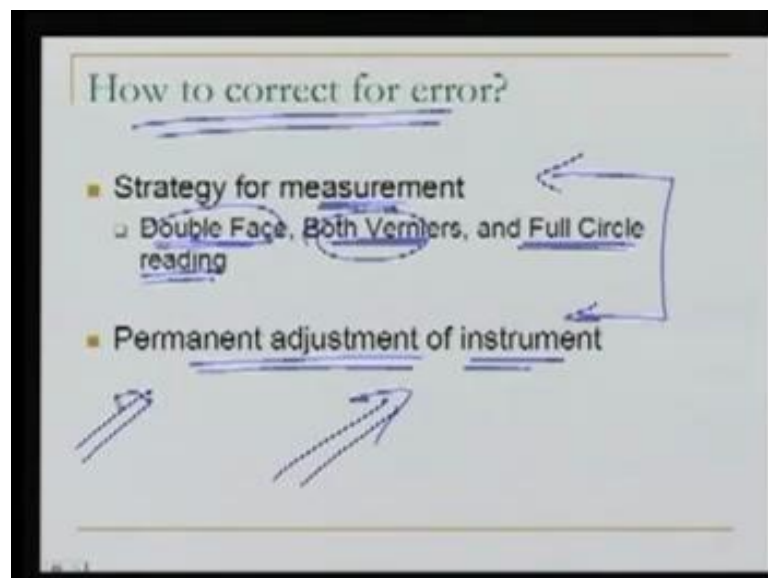 How to correct for error?
Strategy for measurement
Double Face, Both Verniers, and Full Circle
reading
Permanent adjustment of instrument